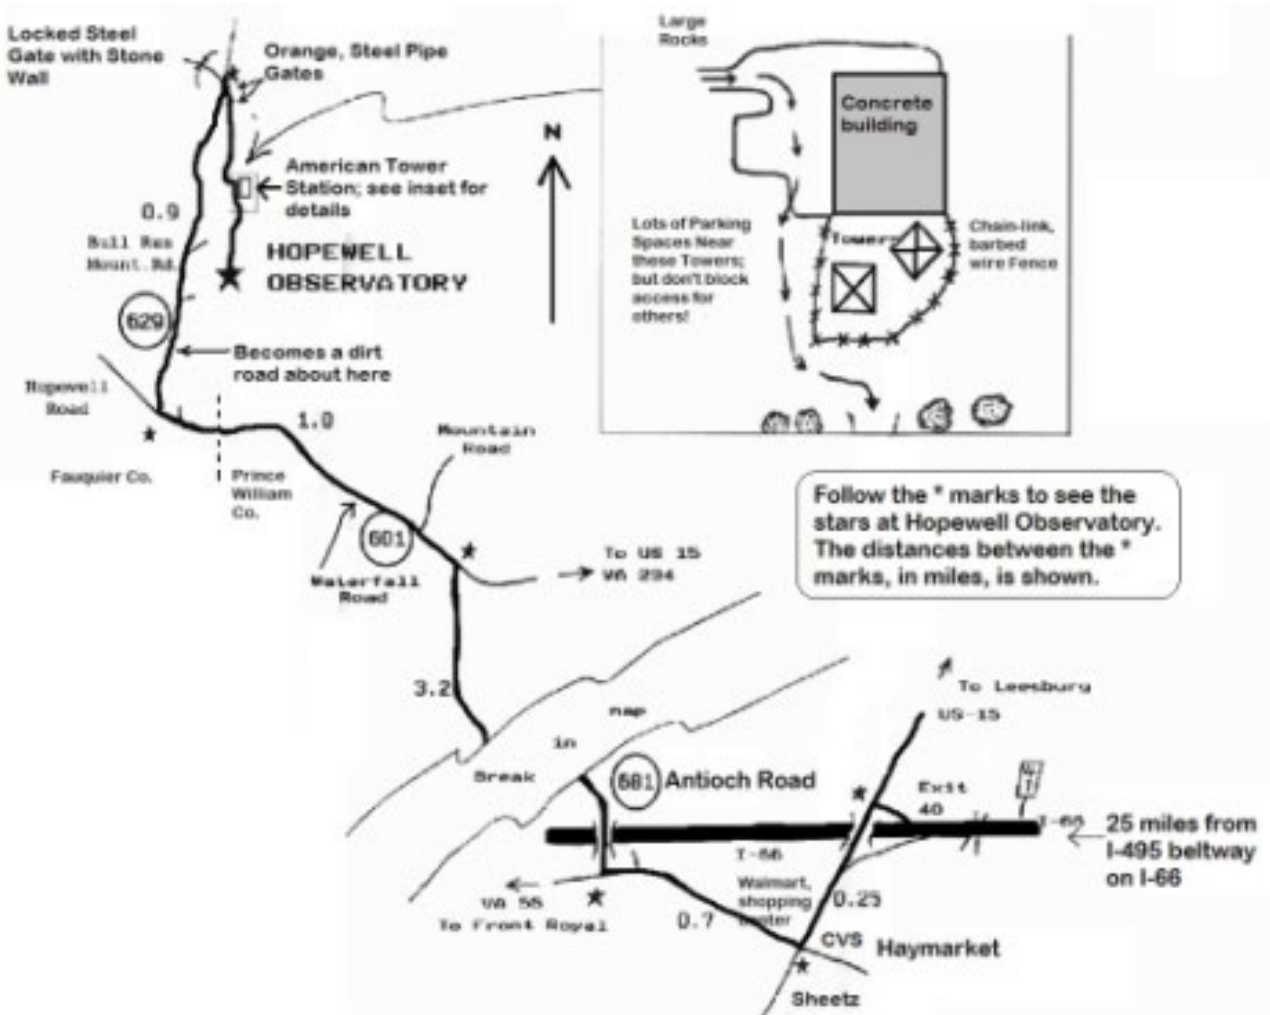 Locked Steel
Gate with Stone
Wall
Orange, Steel Pipe
Gates
American Tower
Station; see inset for
details
0.9
Bull Run
Mount. Rd.
HOPEWELL
OBSERVATORY
629
Becomes a dirt
road about here
Hopewell
Road
1.0
Fauquier Co.
Prince
William
Co.
Mountain
Road
601
Waterfall
Road
To US 15
VA 234
3.2
N
Large
Rocks
Concrete
building
Lots of Parking
Spaces Near
these Towers;
but don't block
access for
others!
Towers
Chain-link,
barbed
wire Fence
Follow the * marks to see the
stars at Hopewell Observatory.
The distances between the *
marks, in miles, is shown.
map
in
Break
681 Antioch Road
To Leesburg
US-15
Exit
40
I-66
I-66
25 miles from
I-495 beltway
on I-66
VA 55
To Front Royal
0.7
Walmart,
shopping
center
0.25
CVS
Haymarket
Sheetz